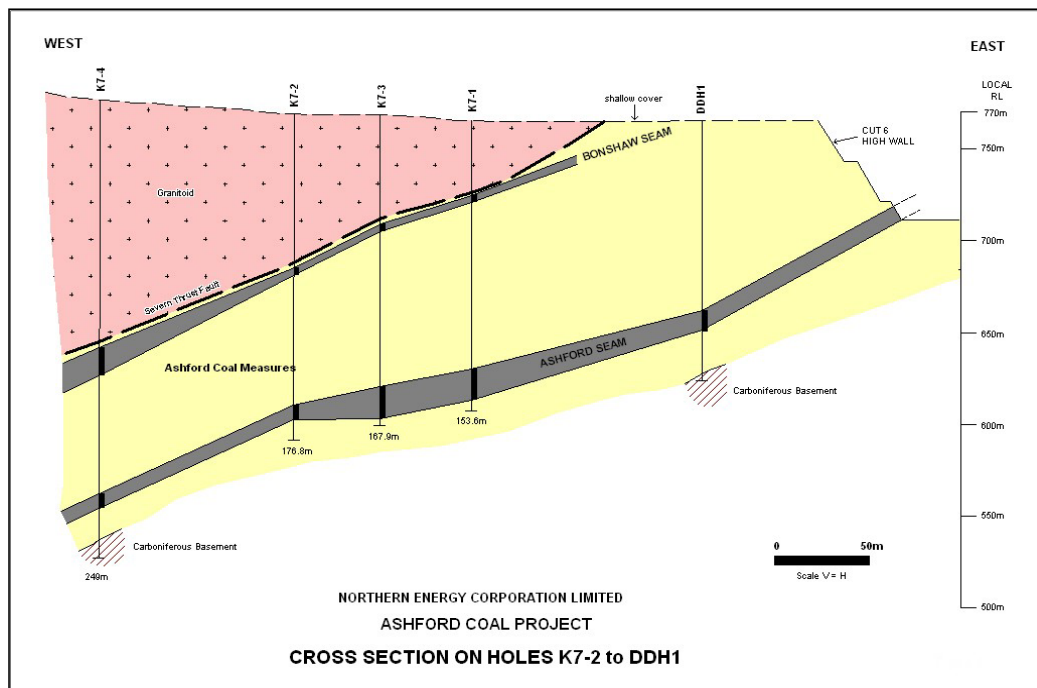 WEST
EAST
K7-4
K7-2
K7-3
K7-1
DDH1
LOCAL
RL
shallow cover
770m
CUT 6
HIGH WALL
750m
BONSHAW SEAM
Granitoid
700m
Severn Thrust Fault
650m
Ashford Coal Measures
ASHFORD SEAM
Carboniferous Basement
153.6m
167.9m
176.8m
600m
550m
Carboniferous Basement
249m
0 50m
Scale V = H
500m
NORTHERN ENERGY CORPORATION LIMITED
ASHFORD COAL PROJECT
CROSS SECTION ON HOLES K7-2 to DDH1